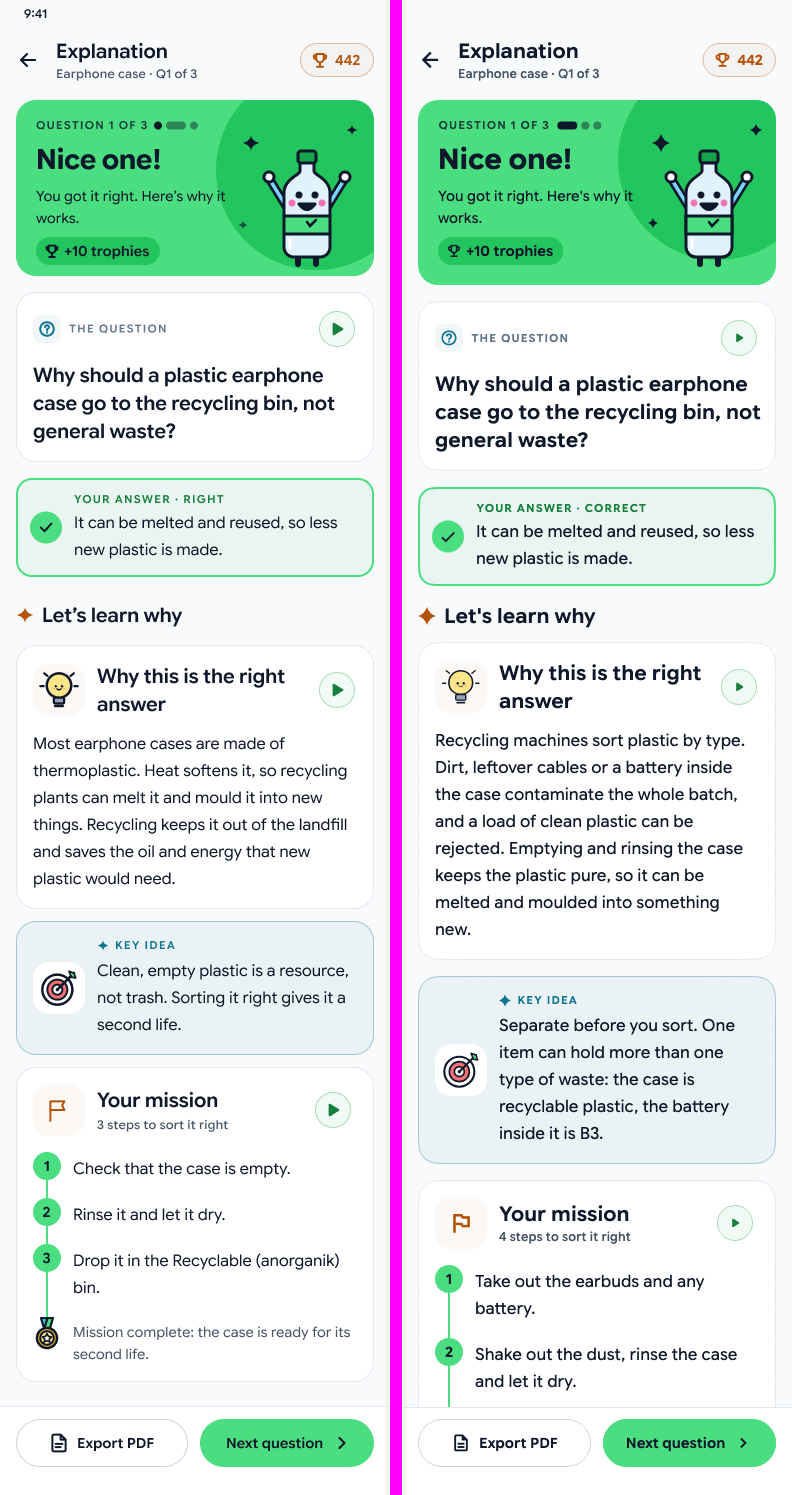 9:41
Explanation
Earphone case · Q1 of 3
442
QUESTION 1 OF 3
Nice one!
You got it right. Here’s why it
works.
+10 trophies
THE QUESTION
Why should a plastic earphone
case go to the recycling bin, not
general waste?
YOUR ANSWER · RIGHT
It can be melted and reused, so less
new plastic is made.
Let’s learn why
Why this is the right
answer
Most earphone cases are made of
thermoplastic. Heat softens it, so recycling
plants can melt it and mould it into new
things. Recycling keeps it out of the landfill
and saves the oil and energy that new
plastic would need.
KEY IDEA
Clean, empty plastic is a resource,
not trash. Sorting it right gives it a
second life.
Your mission
3 steps to sort it right
1 Check that the case is empty.
2 Rinse it and let it dry.
3 Drop it in the Recyclable (anorganik)
bin.
Mission complete: the case is ready for its
second life.
Export PDF
Next question
Explanation
Earphone case · Q1 of 3
442
QUESTION 1 OF 3
Nice one!
You got it right. Here's why it
works.
+10 trophies
THE QUESTION
Why should a plastic earphone
case go to the recycling bin, not
general waste?
YOUR ANSWER · CORRECT
It can be melted and reused, so less
new plastic is made.
Let's learn why
Why this is the right
answer
Recycling machines sort plastic by type.
Dirt, leftover cables or a battery inside
the case contaminate the whole batch,
and a load of clean plastic can be
rejected. Emptying and rinsing the case
keeps the plastic pure, so it can be
melted and moulded into something
new.
KEY IDEA
Separate before you sort. One
item can hold more than one
type of waste: the case is
recyclable plastic, the battery
inside it is B3.
Your mission
4 steps to sort it right
1 Take out the earbuds and any
battery.
2 Shake out the dust, rinse the case
and let it dry.
Export PDF
Next question